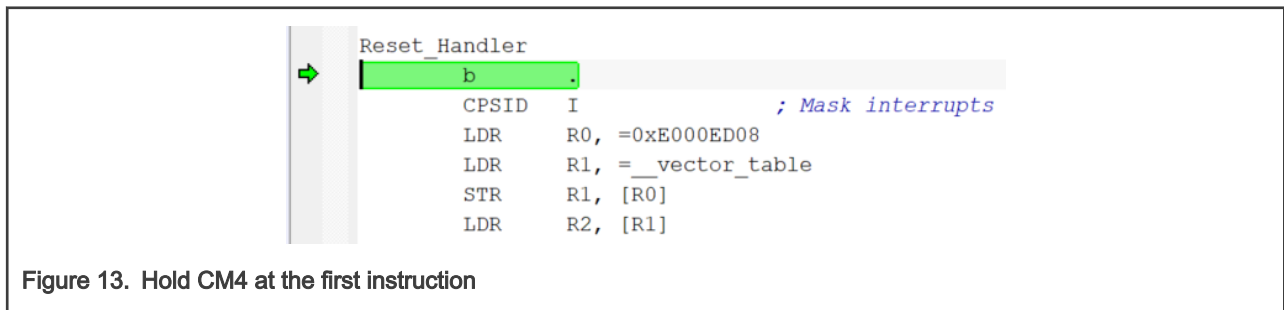 Reset_Handler
b .
CPSID I ; Mask interrupts
LDR R0, =0xE000ED08
LDR R1, =__vector_table
STR R1, [R0]
LDR R2, [R1]
Figure 13. Hold CM4 at the first instruction